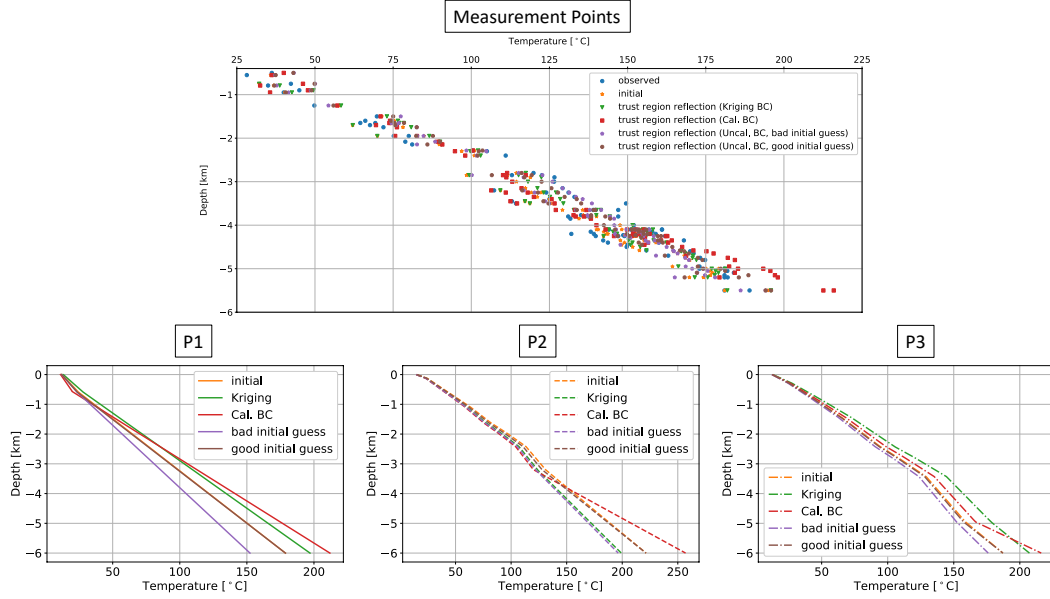 Measurement Points
Temperature [°C]
25 50 75 100 125 150 175 200 225
observed
initial
trust region reflection (Kriging BC)
trust region reflection (Cal. BC)
trust region reflection (Uncal. BC, bad initial guess)
trust region reflection (Uncal. BC, good initial guess)
Depth [km]
−1
−2
−3
−4
−5
−6
P1
initial
Kriging
Cal. BC
bad initial guess
good initial guess
Depth [km]
0
−1
−2
−3
−4
−5
−6
50 100 150 200
Temperature [°C]
P2
initial
Kriging
Cal. BC
bad initial guess
good initial guess
Depth [km]
0
−1
−2
−3
−4
−5
−6
50 100 150 200 250
Temperature [°C]
P3
initial
Kriging
Cal. BC
bad initial guess
good initial guess
Depth [km]
0
−1
−2
−3
−4
−5
−6
50 100 150 200
Temperature [°C]